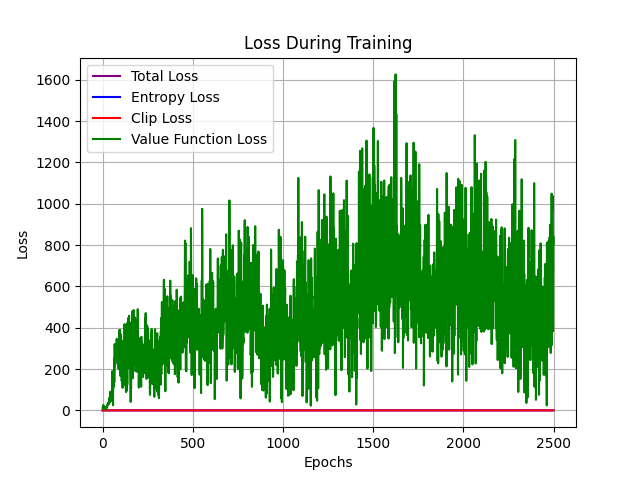 Loss During Training
Total Loss
Entropy Loss
Clip Loss
Value Function Loss
1600
1400
1200
1000
800
600
400
200
0
Loss
0 500 1000 1500 2000 2500
Epochs